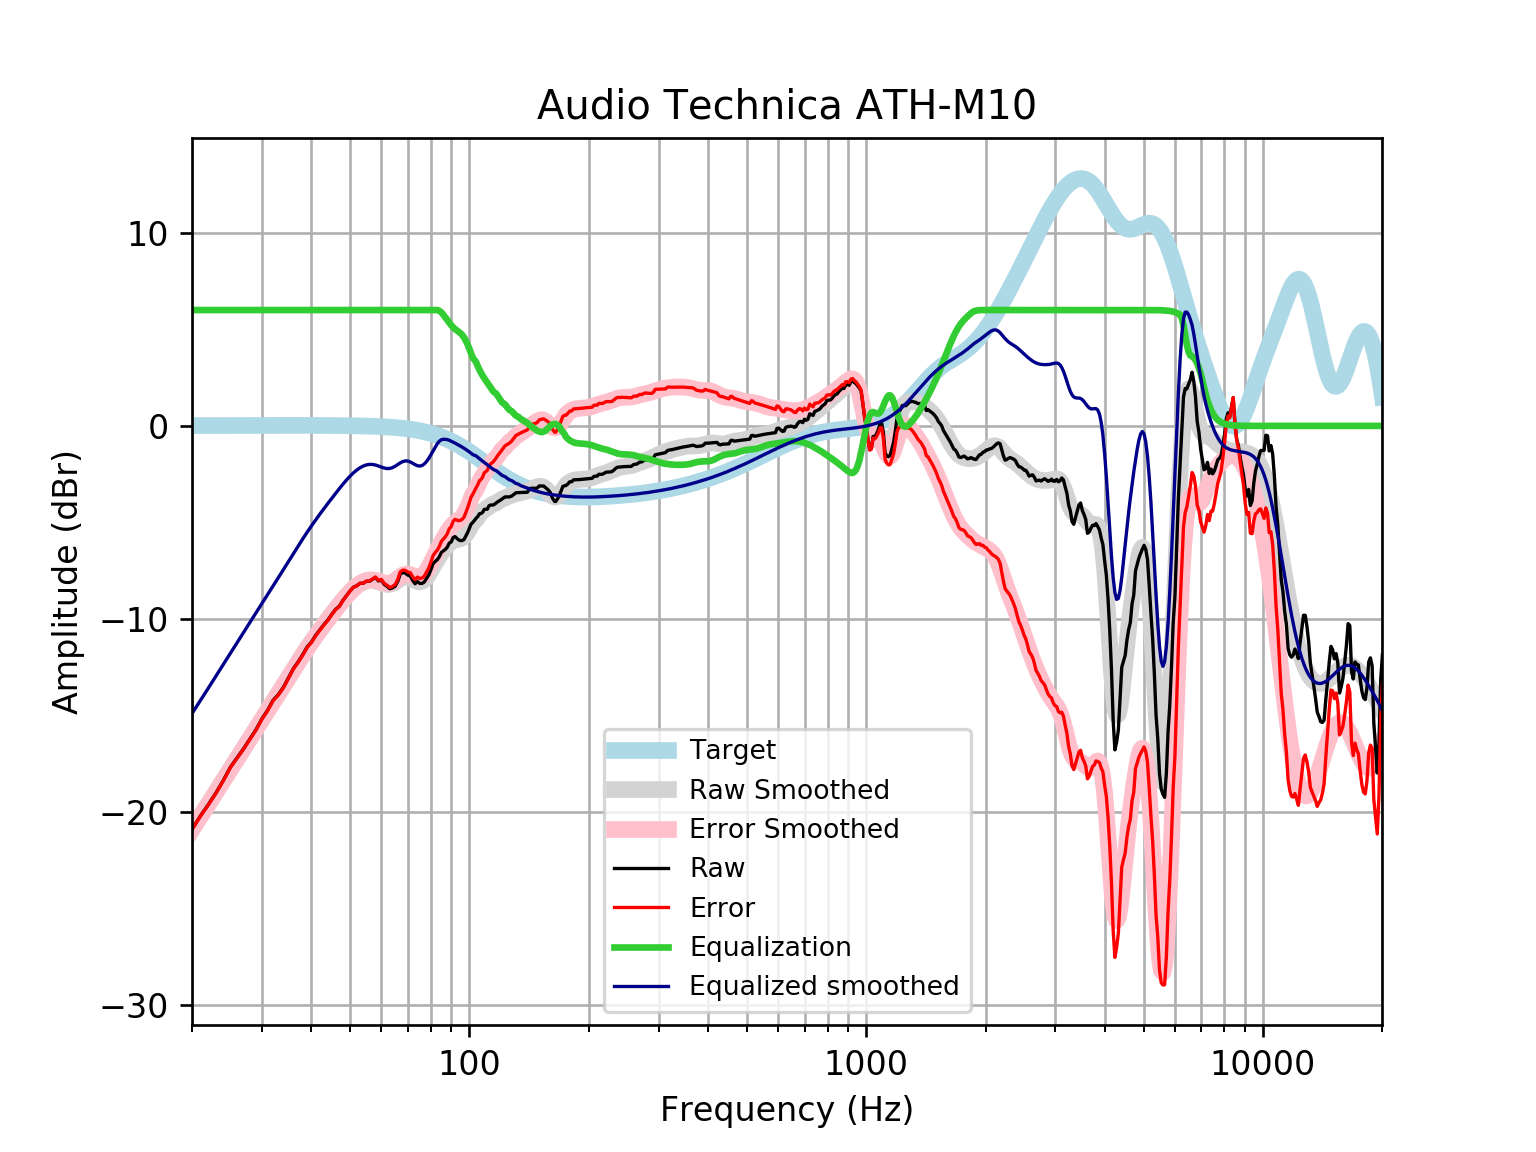 Audio Technica ATH-M10
Amplitude (dBr)
10
0
−10
−20
−30
Target
Raw Smoothed
Error Smoothed
Raw
Error
Equalization
Equalized smoothed
100 1000 10000
Frequency (Hz)